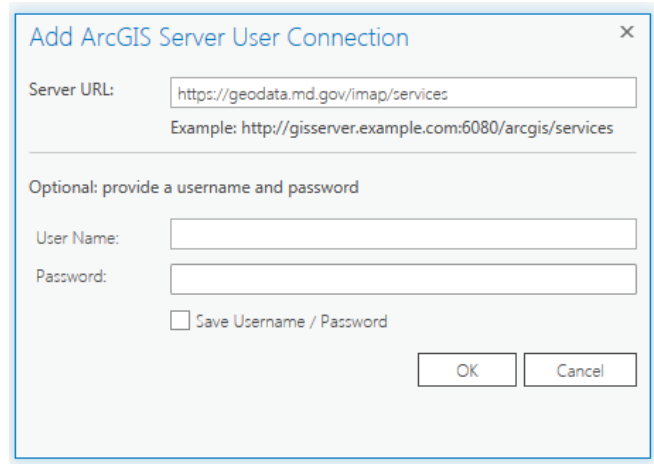 Add ArcGIS Server User Connection
Server URL: https://geodata.md.gov/imap/services
Example: http://gisserver.example.com:6080/arcgis/services
Optional: provide a username and password
User Name:
Password:
Save Username / Password
OK Cancel